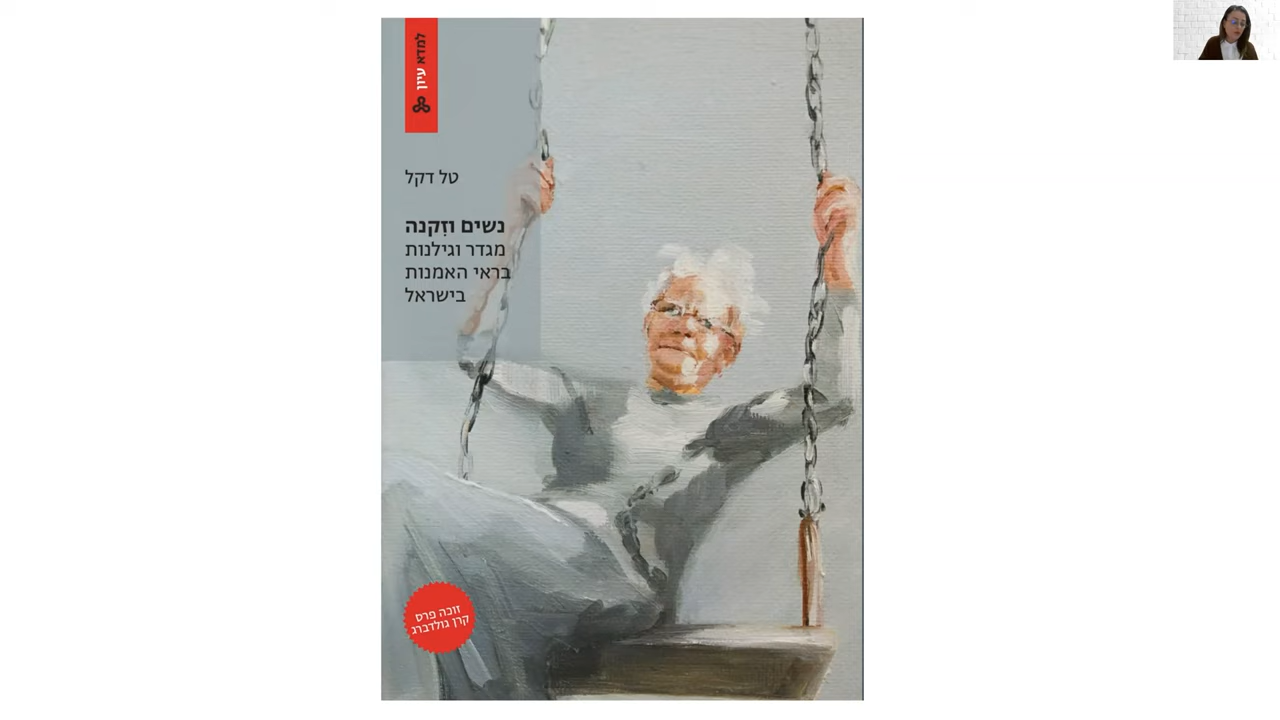 למדא עיון
טל דקל
נשים וזִקנה
מגדר וגילנות
בראי האמנות
בישראל
זוכה פרס
קרן גולדברג